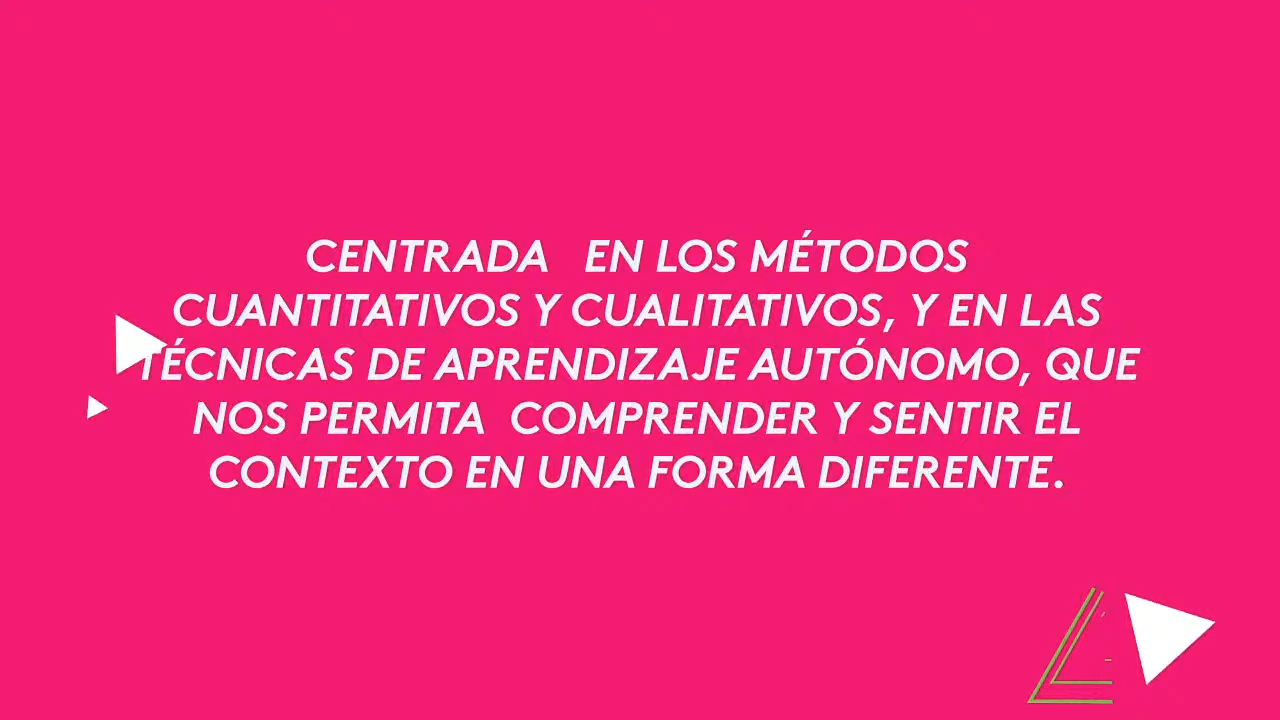 CENTRADA EN LOS MÉTODOS
CUANTITATIVOS Y CUALITATIVOS, Y EN LAS
TÉCNICAS DE APRENDIZAJE AUTÓNOMO, QUE
NOS PERMITA COMPRENDER Y SENTIR EL
CONTEXTO EN UNA FORMA DIFERENTE.